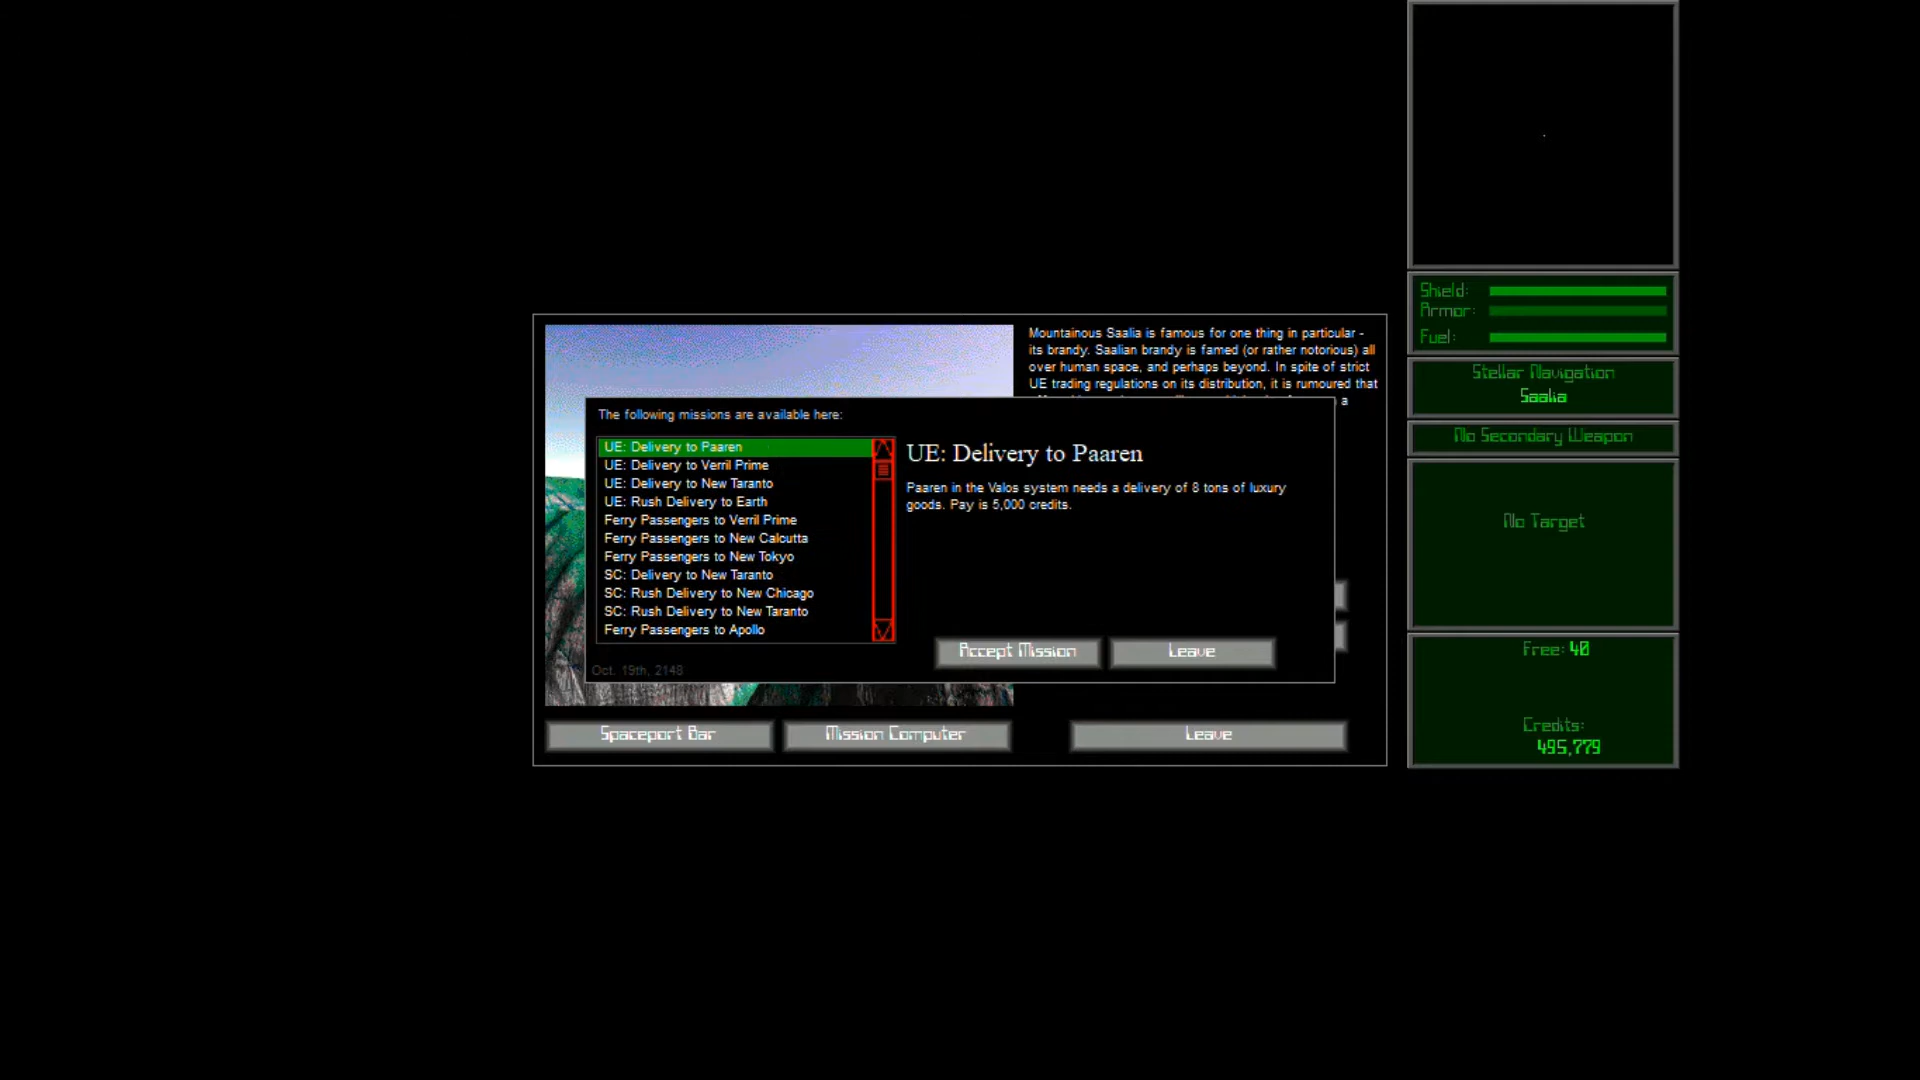 Mountainous Saalia is famous for one thing in particular -
its brandy. Saalian brandy is famed (or rather notorious) all
over human space, and perhaps beyond. In spite of strict
UE trading regulations on its distribution, it is rumoured that
a
The following missions are available here:
UE: Delivery to Paaren
UE: Delivery to Verril Prime
UE: Delivery to New Taranto
UE: Rush Delivery to Earth
Ferry Passengers to Verril Prime
Ferry Passengers to New Calcutta
Ferry Passengers to New Tokyo
SC: Delivery to New Taranto
SC: Rush Delivery to New Chicago
SC: Rush Delivery to New Taranto
Ferry Passengers to Apollo
Oct. 19th, 2148
UE: Delivery to Paaren
Paaren in the Valos system needs a delivery of 8 tons of luxury
goods. Pay is 5,000 credits.
Accept Mission
Leave
Spaceport Bar
Mission Computer
Leave
Shield:
Armor:
Fuel:
Stellar Navigation
Saalia
No Secondary Weapon
No Target
Free: 40
Credits:
495,779